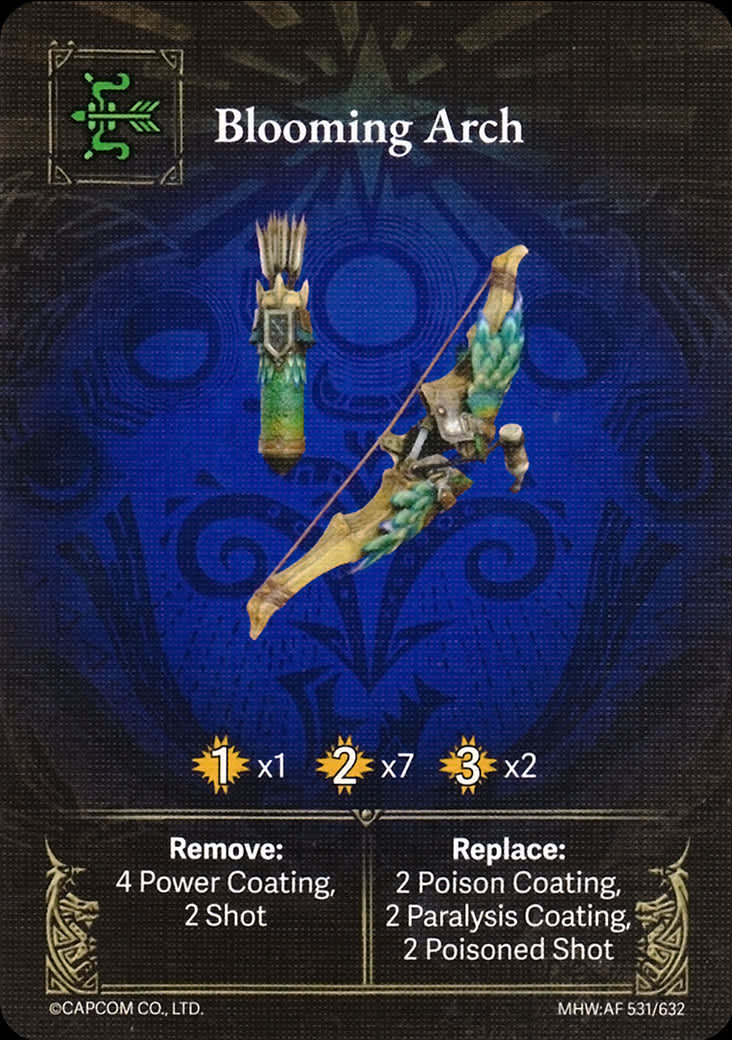 Blooming Arch
1 x1 2 x7 3 x2
Remove:
4 Power Coating,
2 Shot
Replace:
2 Poison Coating,
2 Paralysis Coating,
2 Poisoned Shot
©CAPCOM CO., LTD.
MHW:AF 531/632